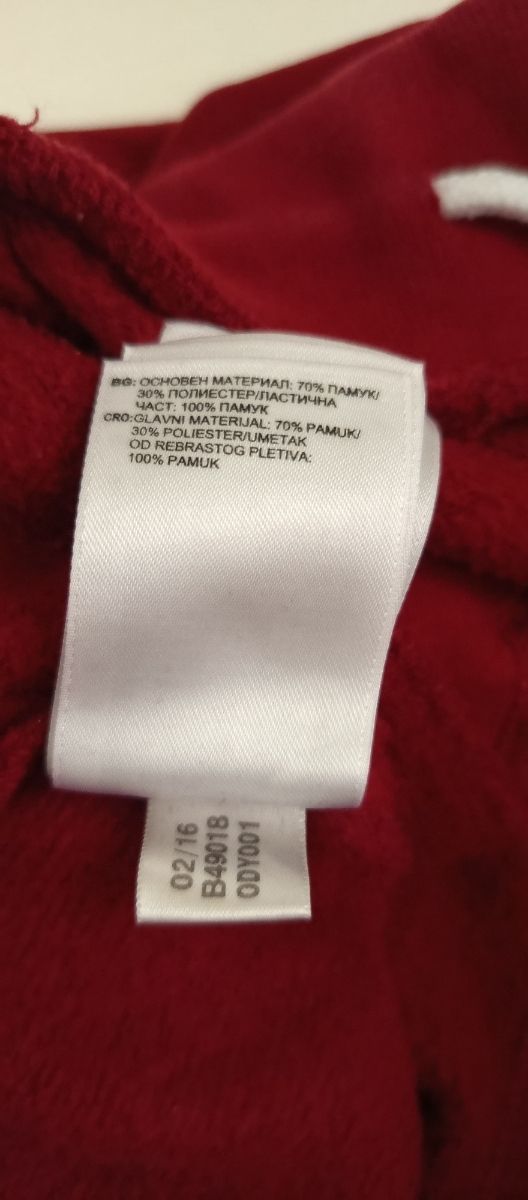 BG: ОСНОВЕН МАТЕРИАЛ: 70% ПАМУК/
30% ПОЛИЕСТЕР/ЛАСТИЧНА
ЧАСТ: 100% ПАМУК
CRO:GLAVNI MATERIJAL: 70% PAMUK/
30% POLIESTER/UMETAK
OD REBRASTOG PLETIVA:
100% PAMUK
02/16
B49018
ODY001